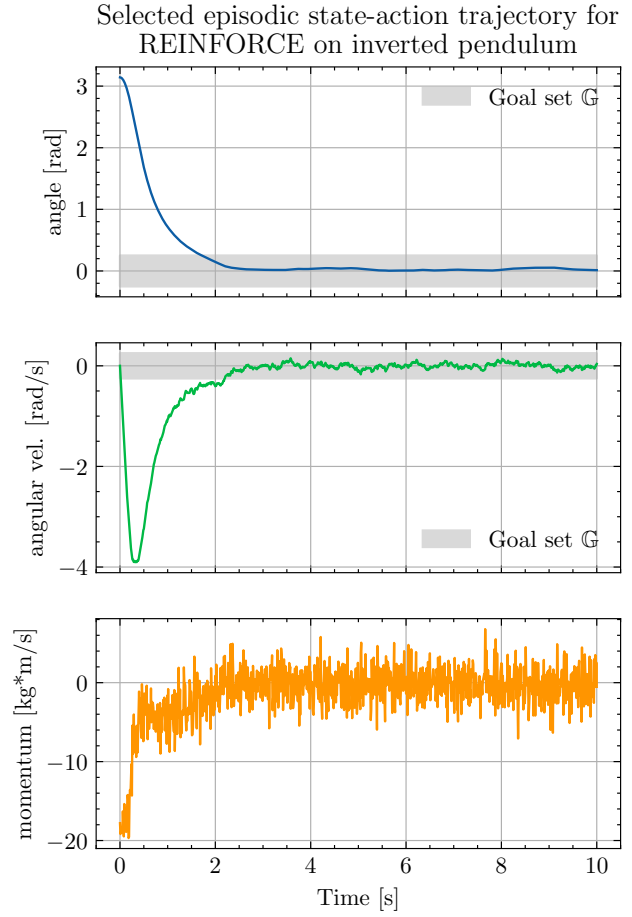 Selected episodic state-action trajectory for
REINFORCE on inverted pendulum
angle [rad]
3
2
1
0
Goal set 𝔾
angular vel. [rad/s]
0
−2
−4
Goal set 𝔾
momentum [kg*m/s]
0
−10
−20
0
2
4
6
8
10
Time [s]